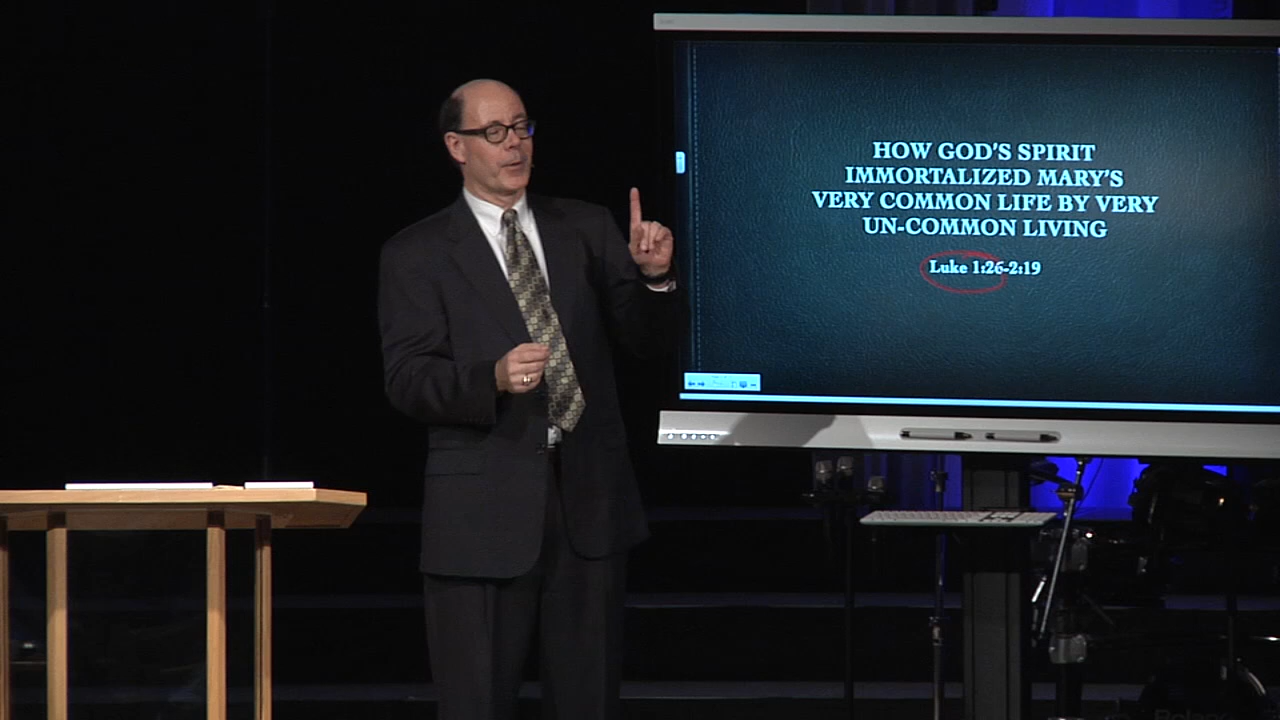 HOW GOD'S SPIRIT
IMMORTALIZED MARY'S
VERY COMMON LIFE BY VERY
UN-COMMON LIVING
Luke 1:26-2:19